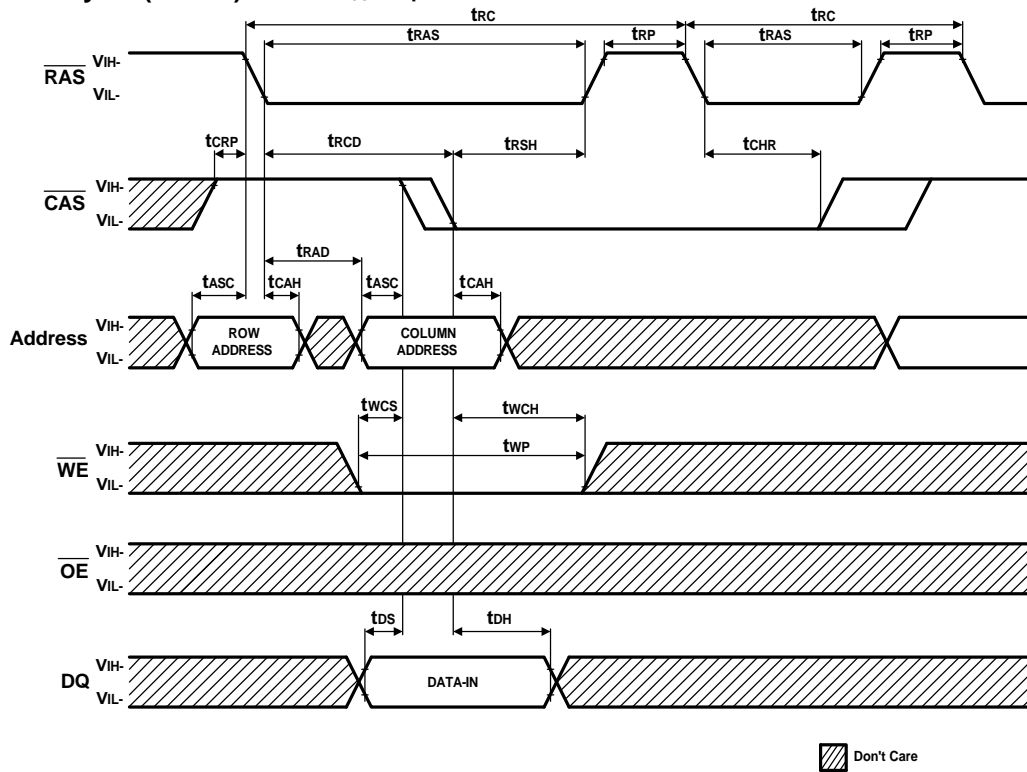 tRC tRC
tRAS tRP tRAS tRP
RAS VIH-
VIL-
tCRP tRCD tRSH tCHR
CAS VIH-
VIL-
tRAD
tASC tCAH tASC tCAH
Address VIH-
VIL-
ROW
ADDRESS
COLUMN
ADDRESS
tWCS tWCH
tWP
WE VIH-
VIL-
OE VIH-
VIL-
tDS tDH
DQ VIH-
VIL-
DATA-IN
Don't Care